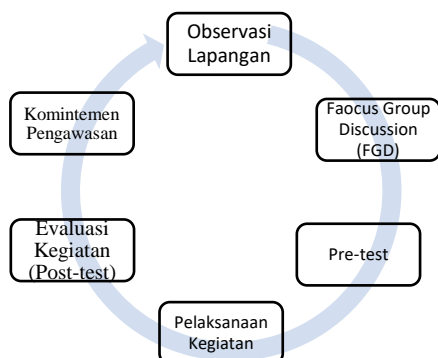 Observasi
Lapangan
Faocus Group
Discussion
(FGD)
Pre-test
Pelaksanaan
Kegiatan
Evaluasi
Kegiatan
(Post-test)
Komintemen
Pengawasan